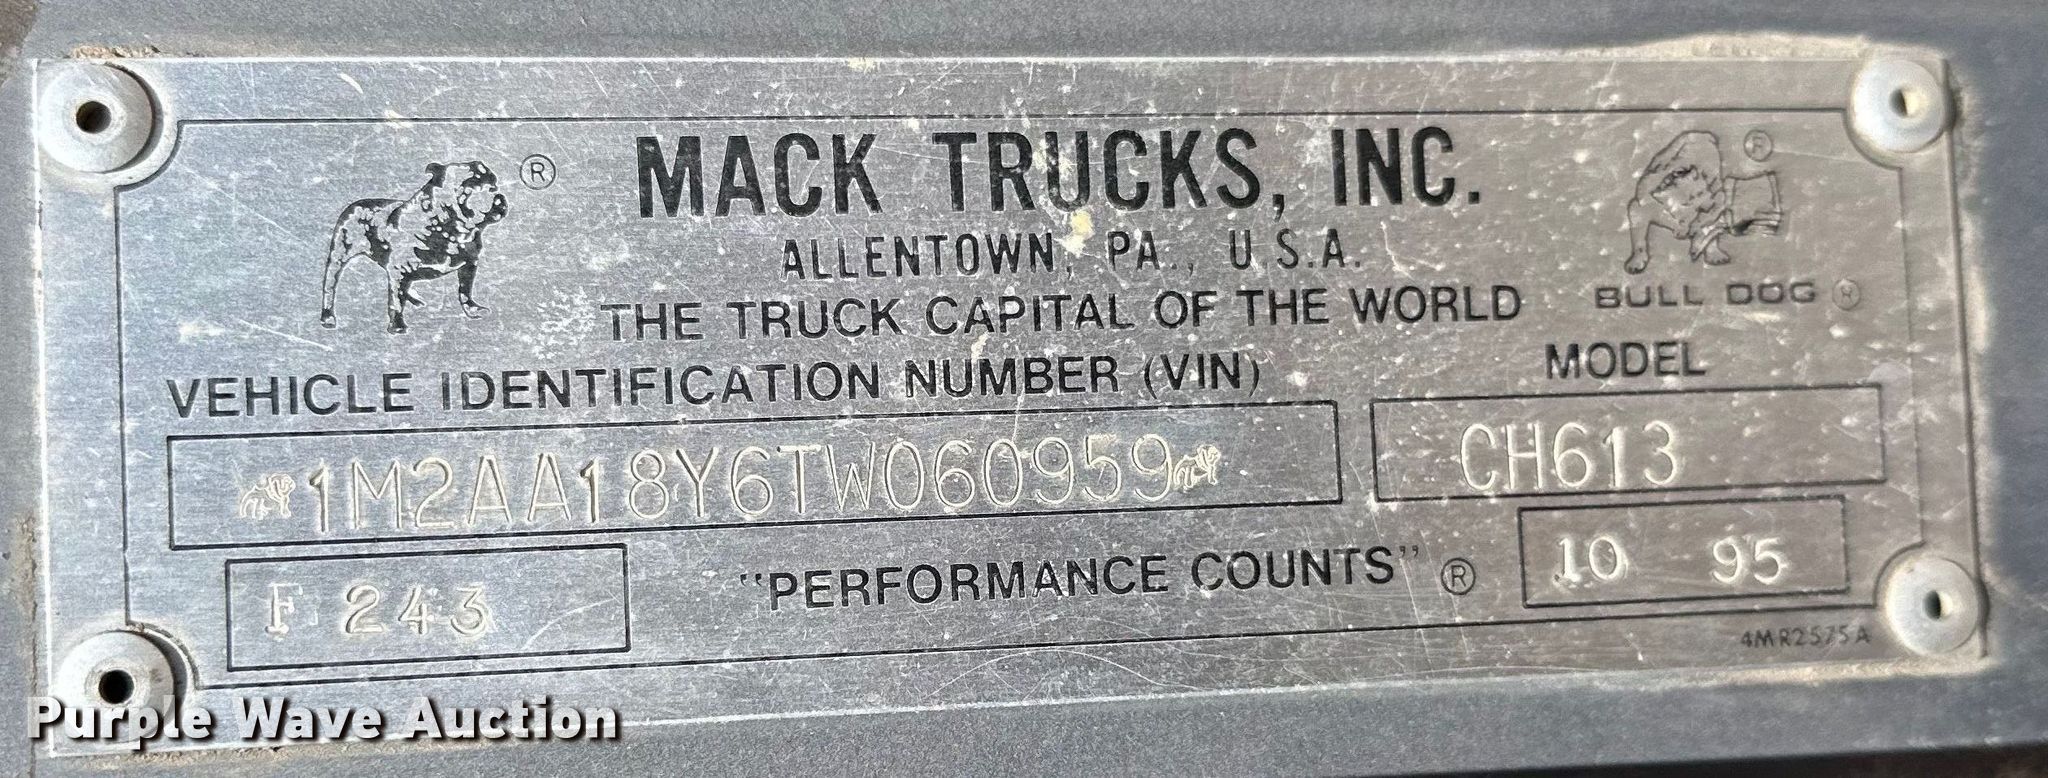 ®
MACK TRUCKS, INC.
®
ALLENTOWN, PA., U.S.A.
THE TRUCK CAPITAL OF THE WORLD
BULL DOG ®
VEHICLE IDENTIFICATION NUMBER (VIN)
MODEL
1M2AA18Y6TW060959
CH613
F 243
"PERFORMANCE COUNTS" ®
10 95
4MR2575A
Purple Wave Auction